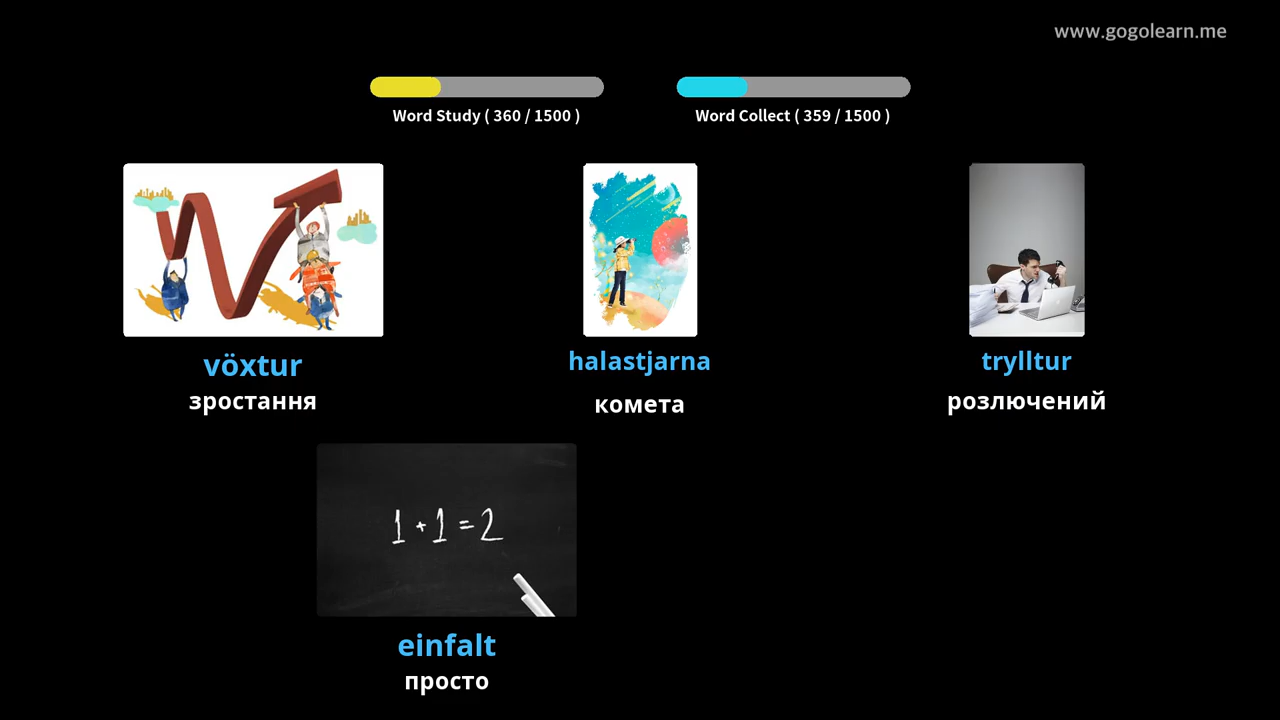 www.gogolearn.me
Word Study ( 360 / 1500 )
Word Collect ( 359 / 1500 )
vöxtur
зростання
halastjarna
комета
trylltur
розлючений
1 + 1 = 2
einfalt
просто